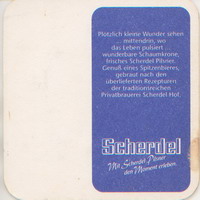 Plötzlich kleine Wunder sehen
... mittendrin, wo
das Leben pulsiert ...
wunderbare Schaumkrone,
frisches Scherdel Pilsner,
Genuß eines Spitzenbieres,
gebraut nach den
überlieferten Rezepturen
der traditionsreichen
Privatbrauerei Scherdel Hof.
Scherdel
Mit Scherdel Pilsner
den Moment erleben.